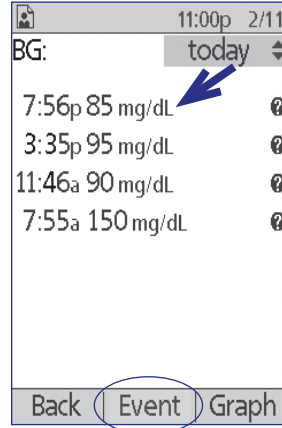 11:00p 2/11
BG: today
7:56p 85 mg/dL ?
3:35p 95 mg/dL ?
11:46a 90 mg/dL ?
7:55a 150 mg/dL ?
Back Event Graph